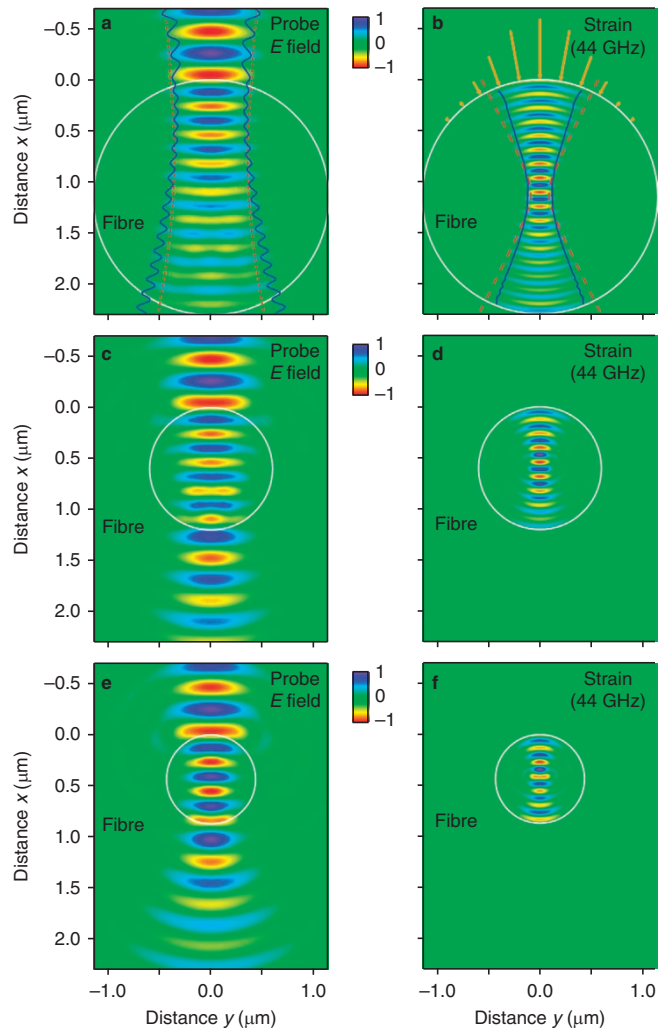 a
Probe
E field
1
0
−1
b
Strain
(44 GHz)
−0.5
0.0
0.5
1.0
1.5
2.0
Distance x (μm)
Fibre
Fibre
c
Probe
E field
1
0
−1
d
Strain
(44 GHz)
−0.5
0.0
0.5
1.0
1.5
2.0
Distance x (μm)
Fibre
Fibre
e
Probe
E field
1
0
−1
f
Strain
(44 GHz)
−0.5
0.0
0.5
1.0
1.5
2.0
Distance x (μm)
Fibre
Fibre
−1.0
0.0
1.0
−1.0
0.0
1.0
Distance y (μm)
Distance y (μm)